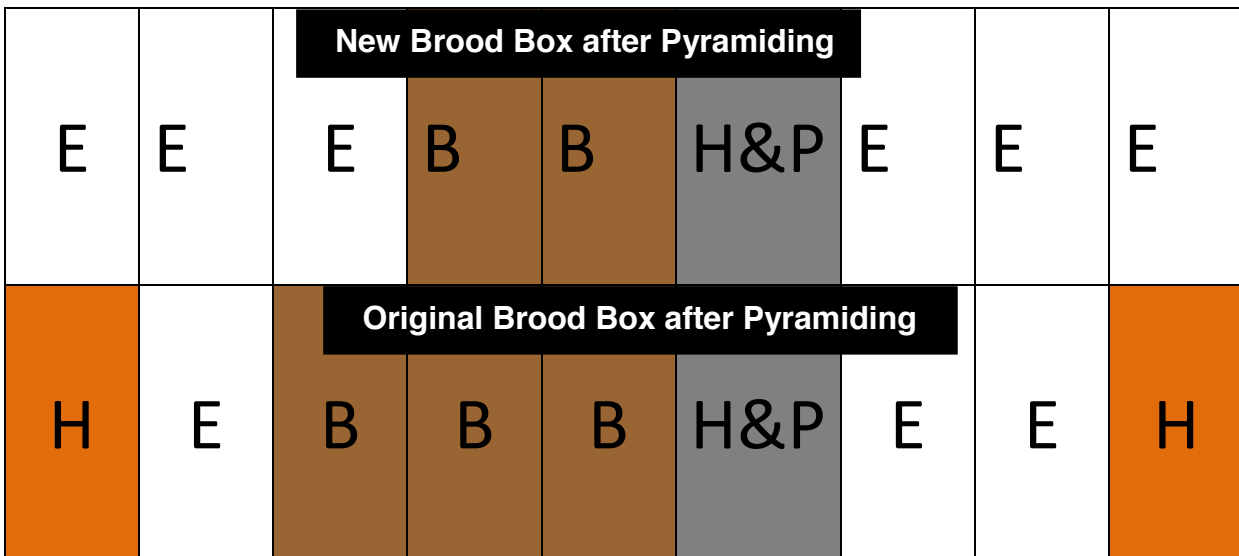 New Brood Box after Pyramiding
E E E B B H&P E E E
Original Brood Box after Pyramiding
H E B B B H&P E E H